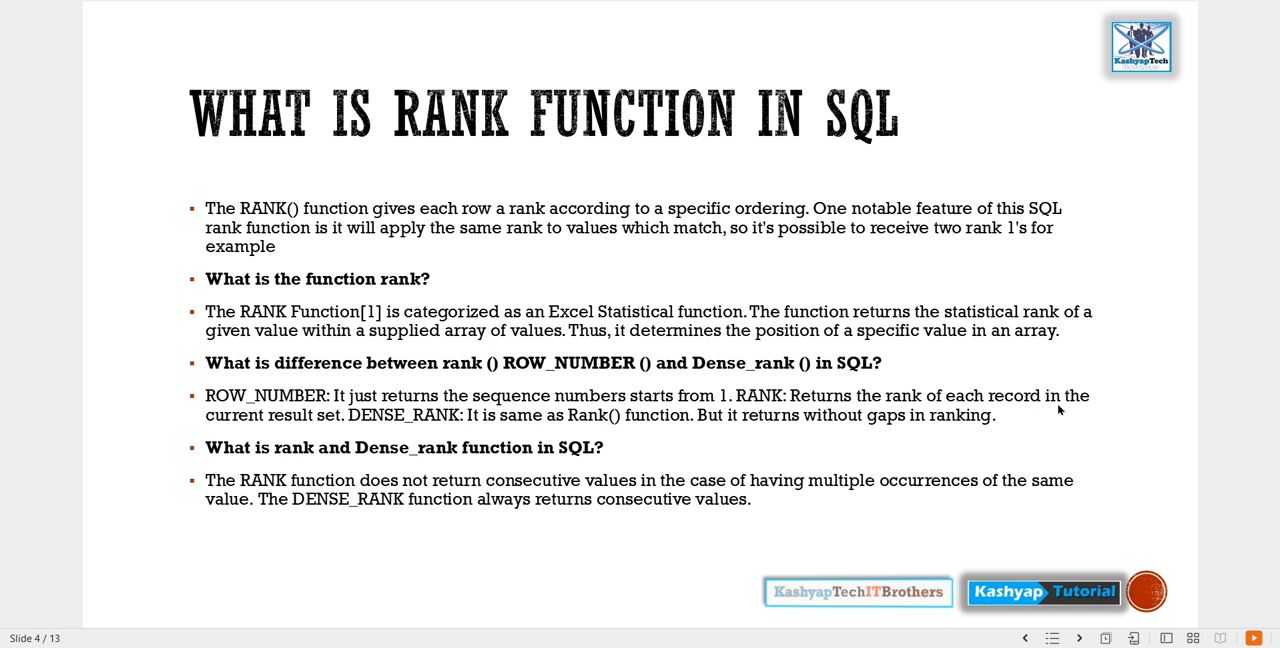 KashyapTech
WHAT IS RANK FUNCTION IN SQL
The RANK() function gives each row a rank according to a specific ordering. One notable feature of this SQL
rank function is it will apply the same rank to values which match, so it's possible to receive two rank 1's for
example
What is the function rank?
The RANK Function[1] is categorized as an Excel Statistical function. The function returns the statistical rank of a
given value within a supplied array of values. Thus, it determines the position of a specific value in an array.
What is difference between rank () ROW_NUMBER () and Dense_rank () in SQL?
ROW_NUMBER: It just returns the sequence numbers starts from 1. RANK: Returns the rank of each record in the
current result set. DENSE_RANK: It is same as Rank() function. But it returns without gaps in ranking.
What is rank and Dense_rank function in SQL?
The RANK function does not return consecutive values in the case of having multiple occurrences of the same
value. The DENSE_RANK function always returns consecutive values.
KashyapTechITBrothers
Kashyap Tutorial
Slide 4 / 13